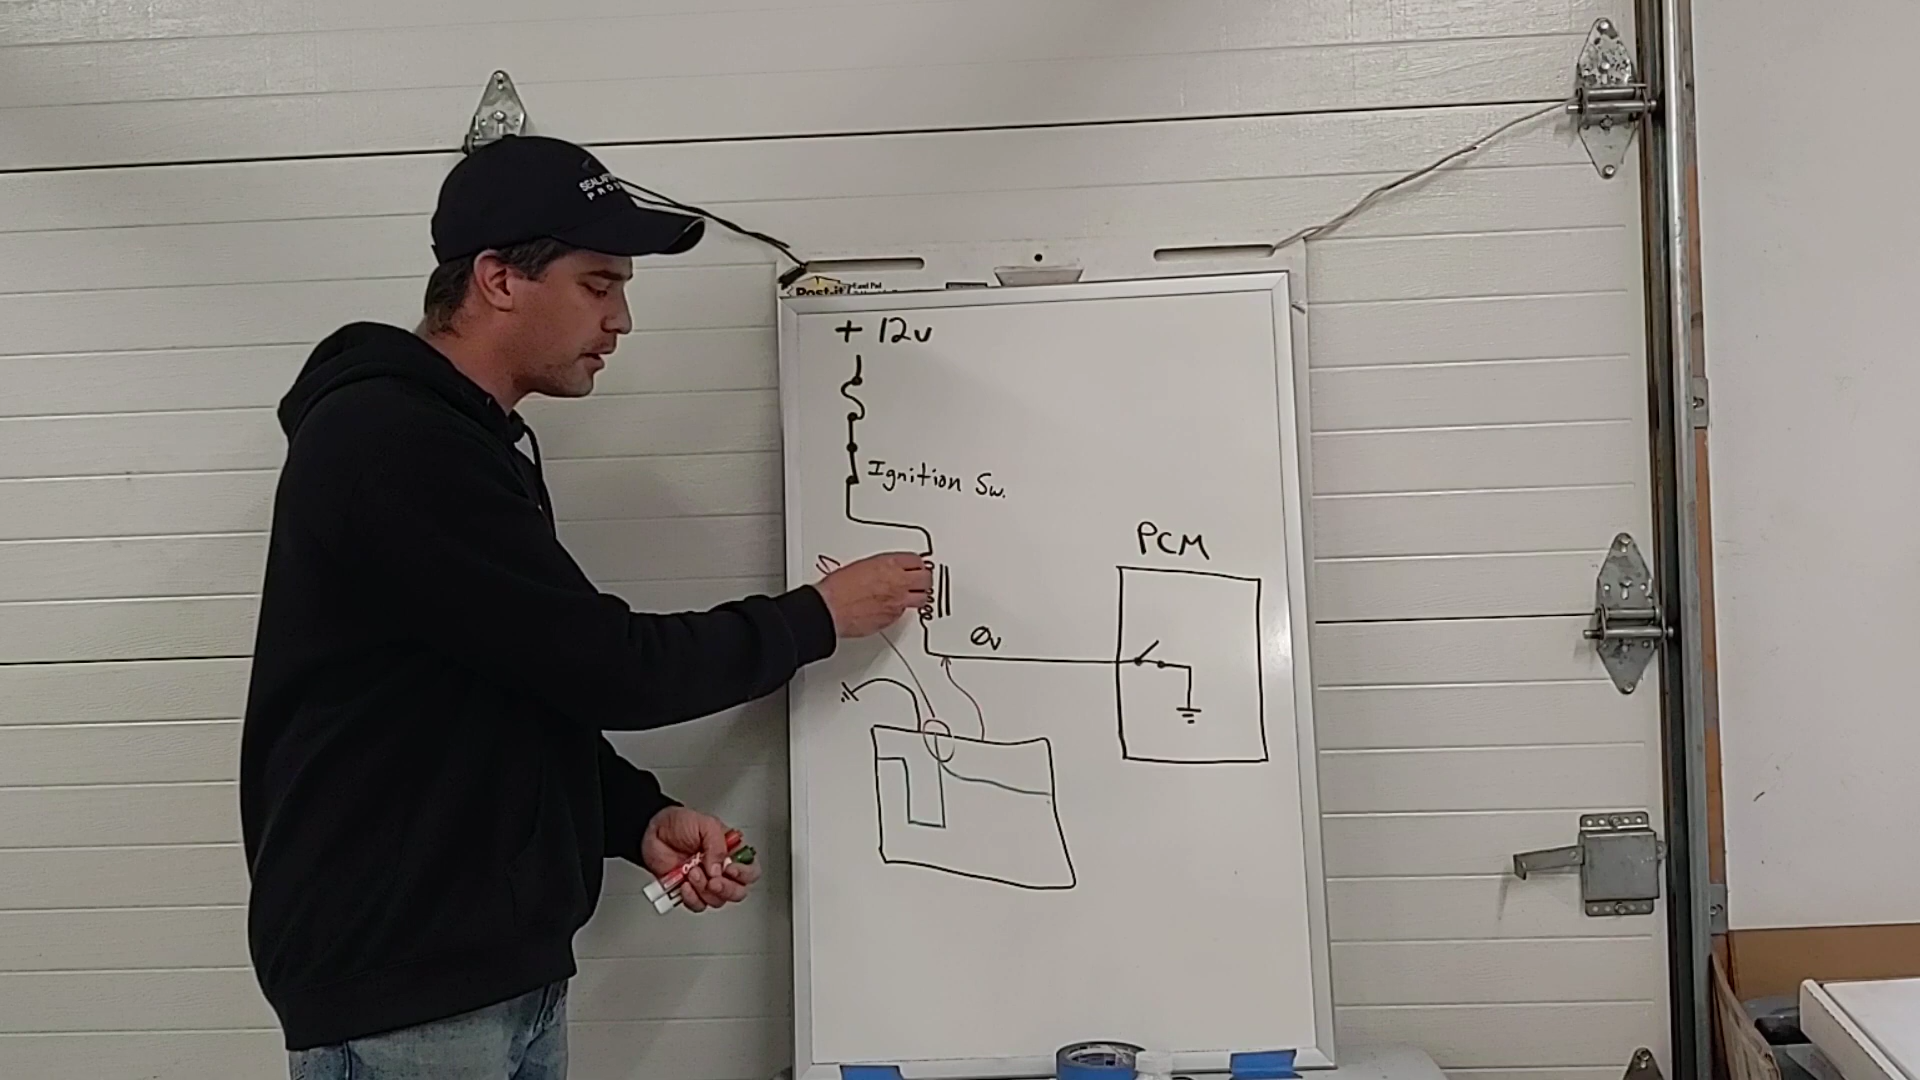 Post-it
+ 12v
Ignition Sw.
PCM
0v